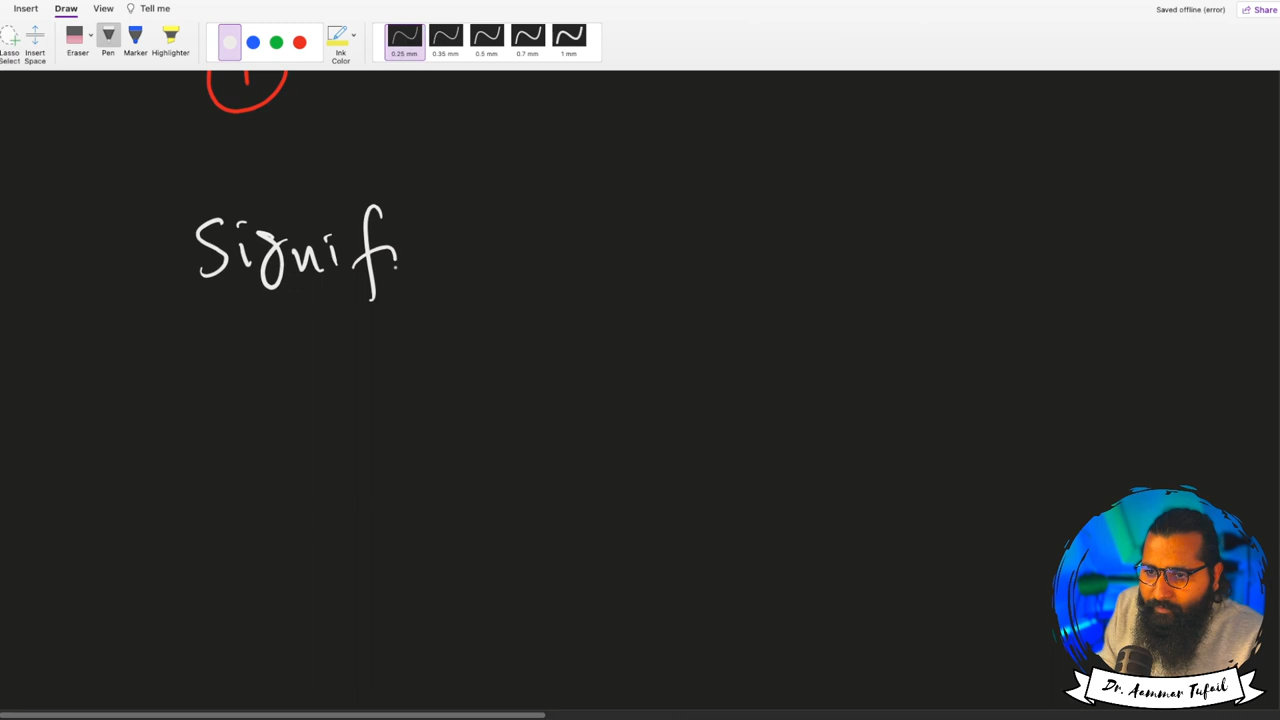 Insert Draw View Tell me Saved offline (error) Share
Lasso Select Insert Space Eraser Pen Marker Highlighter Ink Color 0.25 mm 0.35 mm 0.5 mm 0.7 mm 1 mm
Signif
Dr. Aammar Tufail